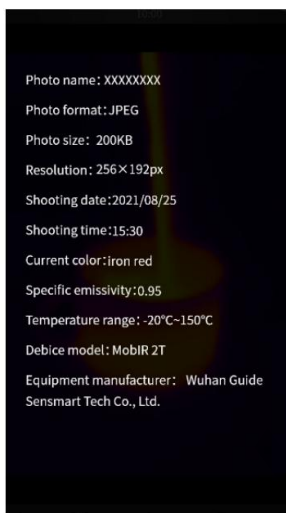 Photo name: XXXXXXXX
Photo format:JPEG
Photo size: 200KB
Resolution: 256×192px
Shooting date:2021/08/25
Shooting time:15:30
Current color:iron red
Specific emissivity:0.95
Temperature range: -20℃~150℃
Debice model: MobIR 2T
Equipment manufacturer: Wuhan Guide
Sensmart Tech Co., Ltd.